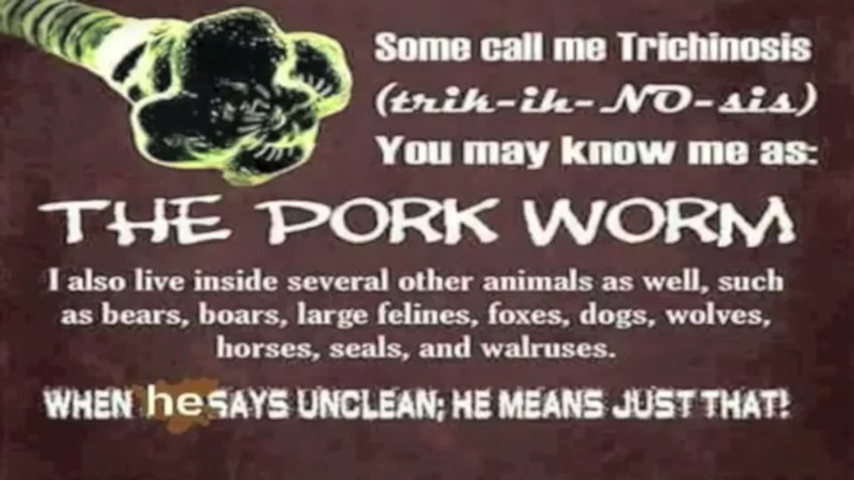 Some call me Trichinosis
(trik-ik-NO-sis)
You may know me as:
THE PORK WORM
I also live inside several other animals as well, such
as bears, boars, large felines, foxes, dogs, wolves,
horses, seals, and walruses.
WHEN he SAYS UNCLEAN; HE MEANS JUST THAT!